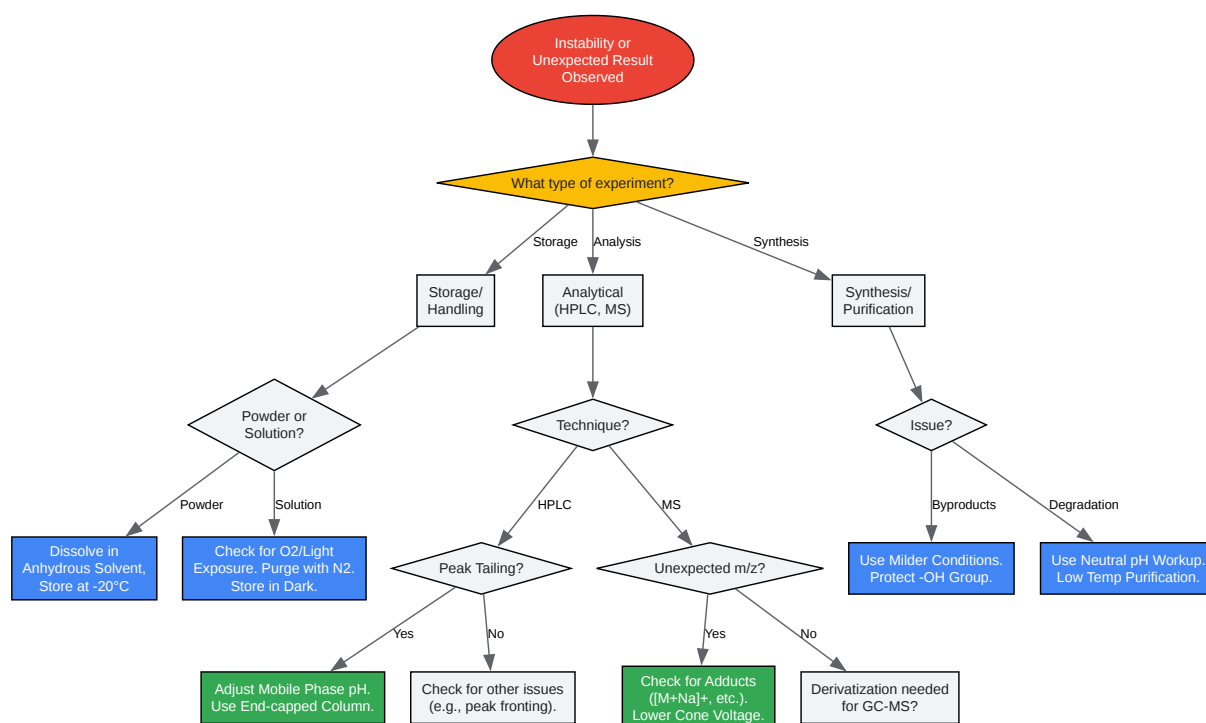 Instability or
Unexpected Result
Observed
What type of experiment?
Storage
Analysis
Synthesis
Storage/
Handling
Analytical
(HPLC, MS)
Synthesis/
Purification
Powder or
Solution?
Technique?
Issue?
Powder
Solution
HPLC
MS
Byproducts
Degradation
Dissolve in
Anhydrous Solvent,
Store at -20°C
Check for O2/Light
Exposure. Purge with N2.
Store in Dark.
Peak Tailing?
Unexpected m/z?
Use Milder Conditions.
Protect -OH Group.
Use Neutral pH Workup.
Low Temp Purification.
Yes
No
Yes
No
Adjust Mobile Phase pH.
Use End-capped Column.
Check for other issues
(e.g., peak fronting).
Check for Adducts
([M+Na]+, etc.).
Lower Cone Voltage.
Derivatization needed
for GC-MS?